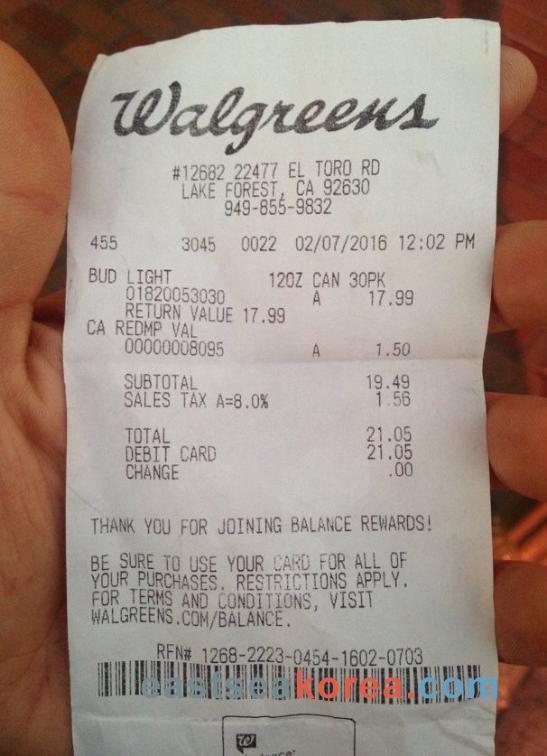 Walgreens
#12682 22477 EL TORO RD
LAKE FOREST, CA 92630
949-855-9832
455 3045 0022 02/07/2016 12:02 PM
BUD LIGHT 12OZ CAN 30PK
01820053030 A 17.99
RETURN VALUE 17.99
CA REDMP VAL
00000008095 A 1.50
SUBTOTAL 19.49
SALES TAX A=8.0% 1.56
TOTAL 21.05
DEBIT CARD 21.05
CHANGE .00
THANK YOU FOR JOINING BALANCE REWARDS!
BE SURE TO USE YOUR CARD FOR ALL OF
YOUR PURCHASES. RESTRICTIONS APPLY.
FOR TERMS AND CONDITIONS, VISIT
WALGREENS.COM/BALANCE.
RFN# 1268-2223-0454-1602-0703
eastseakorea.com